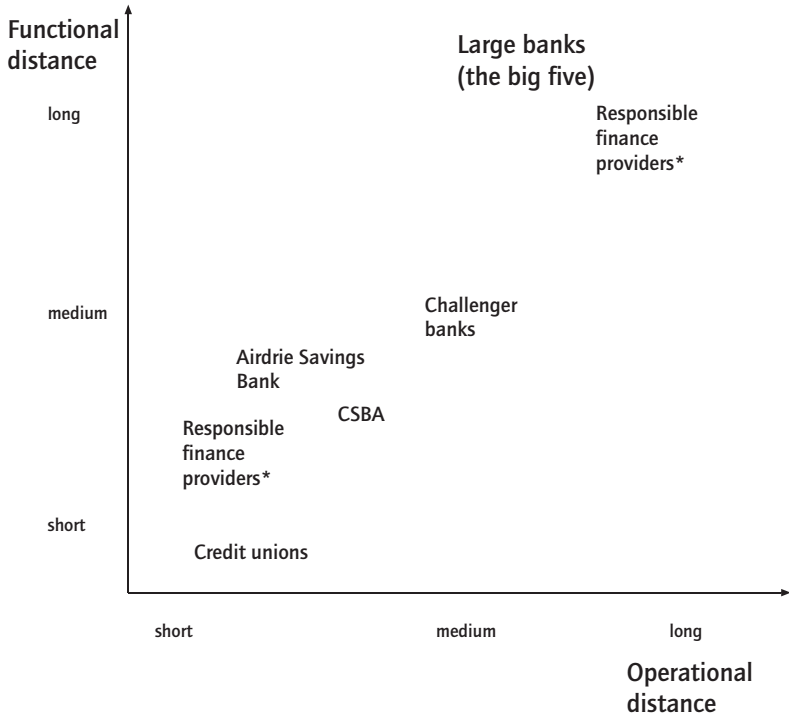 Functional
distance
Large banks
(the big five)
long
Responsible
finance
providers*
medium
Challenger
banks
Airdrie Savings
Bank
CSBA
Responsible
finance
providers*
short
Credit unions
short
medium
long
Operational
distance